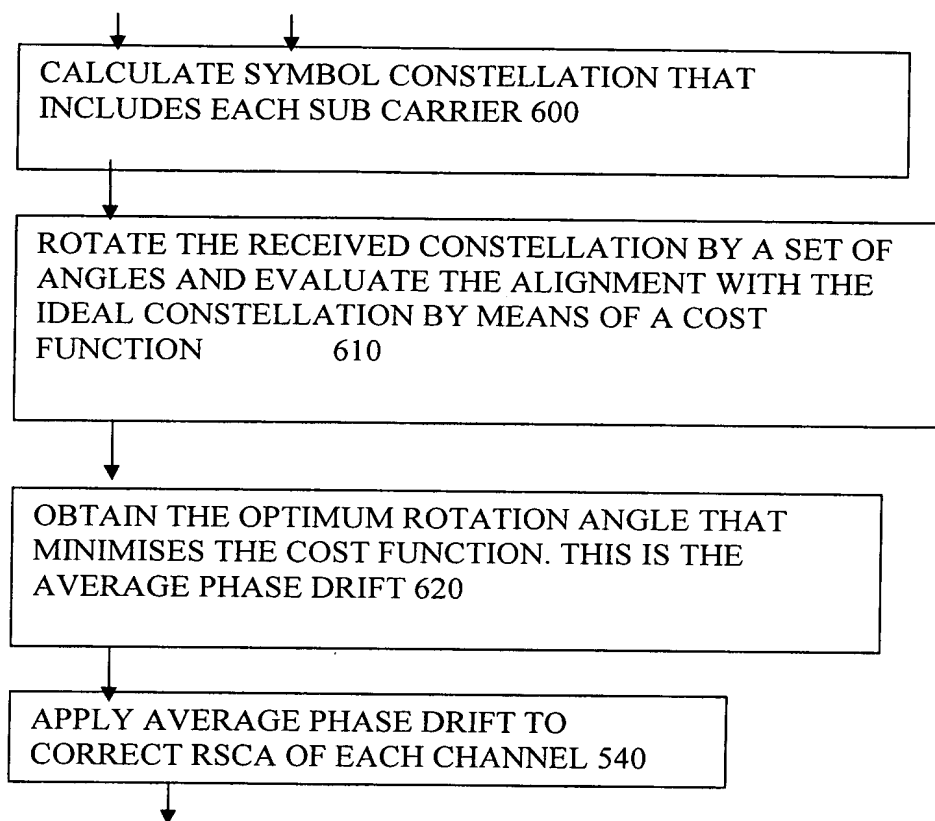 CALCULATE SYMBOL CONSTELLATION THAT
INCLUDES EACH SUB CARRIER 600
ROTATE THE RECEIVED CONSTELLATION BY A SET OF
ANGLES AND EVALUATE THE ALIGNMENT WITH THE
IDEAL CONSTELLATION BY MEANS OF A COST
FUNCTION 610
OBTAIN THE OPTIMUM ROTATION ANGLE THAT
MINIMISES THE COST FUNCTION. THIS IS THE
AVERAGE PHASE DRIFT 620
APPLY AVERAGE PHASE DRIFT TO
CORRECT RSCA OF EACH CHANNEL 540